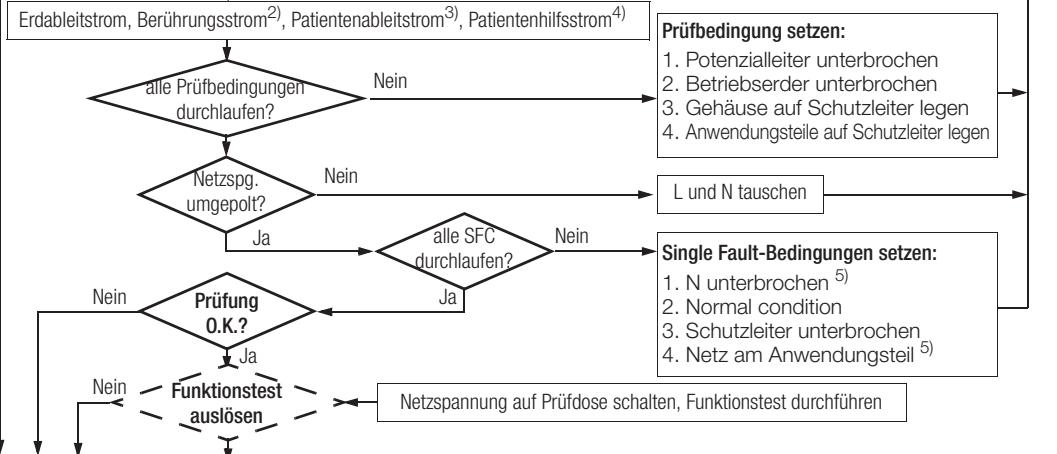 Erdableitstrom, Berührungsstrom2), Patientenableitstrom3), Patientenhilfsstrom4)
Prüfbedingung setzen:
1. Potenzialleiter unterbrochen
2. Betriebserder unterbrochen
3. Gehäuse auf Schutzleiter legen
4. Anwendungsteile auf Schutzleiter legen
alle Prüfbedingungen
durchlaufen?
Nein
Netzspg.
umgepolt?
Nein
L und N tauschen
Ja
alle SFC
durchlaufen?
Nein
Single Fault-Bedingungen setzen:
1. N unterbrochen 5)
2. Normal condition
3. Schutzleiter unterbrochen
4. Netz am Anwendungsteil 5)
Ja
Nein
Prüfung
O.K.?
Ja
Nein
Funktionstest
auslösen
Netzspannung auf Prüfdose schalten, Funktionstest durchführen